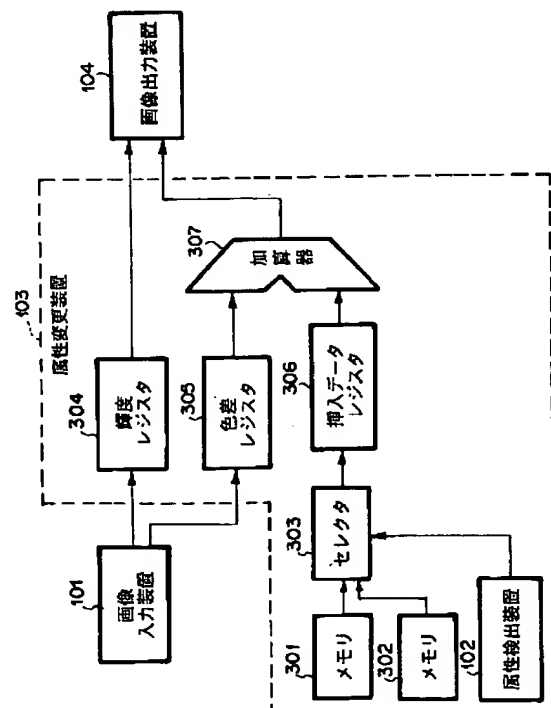 103
属性変更装置
104
画像出力装置
101
画像
入力装置
304
輝度
レジスタ
305
色差
レジスタ
307
加算器
301
メモリ
302
メモリ
303
セレクタ
306
挿入データ
レジスタ
102
属性検出装置